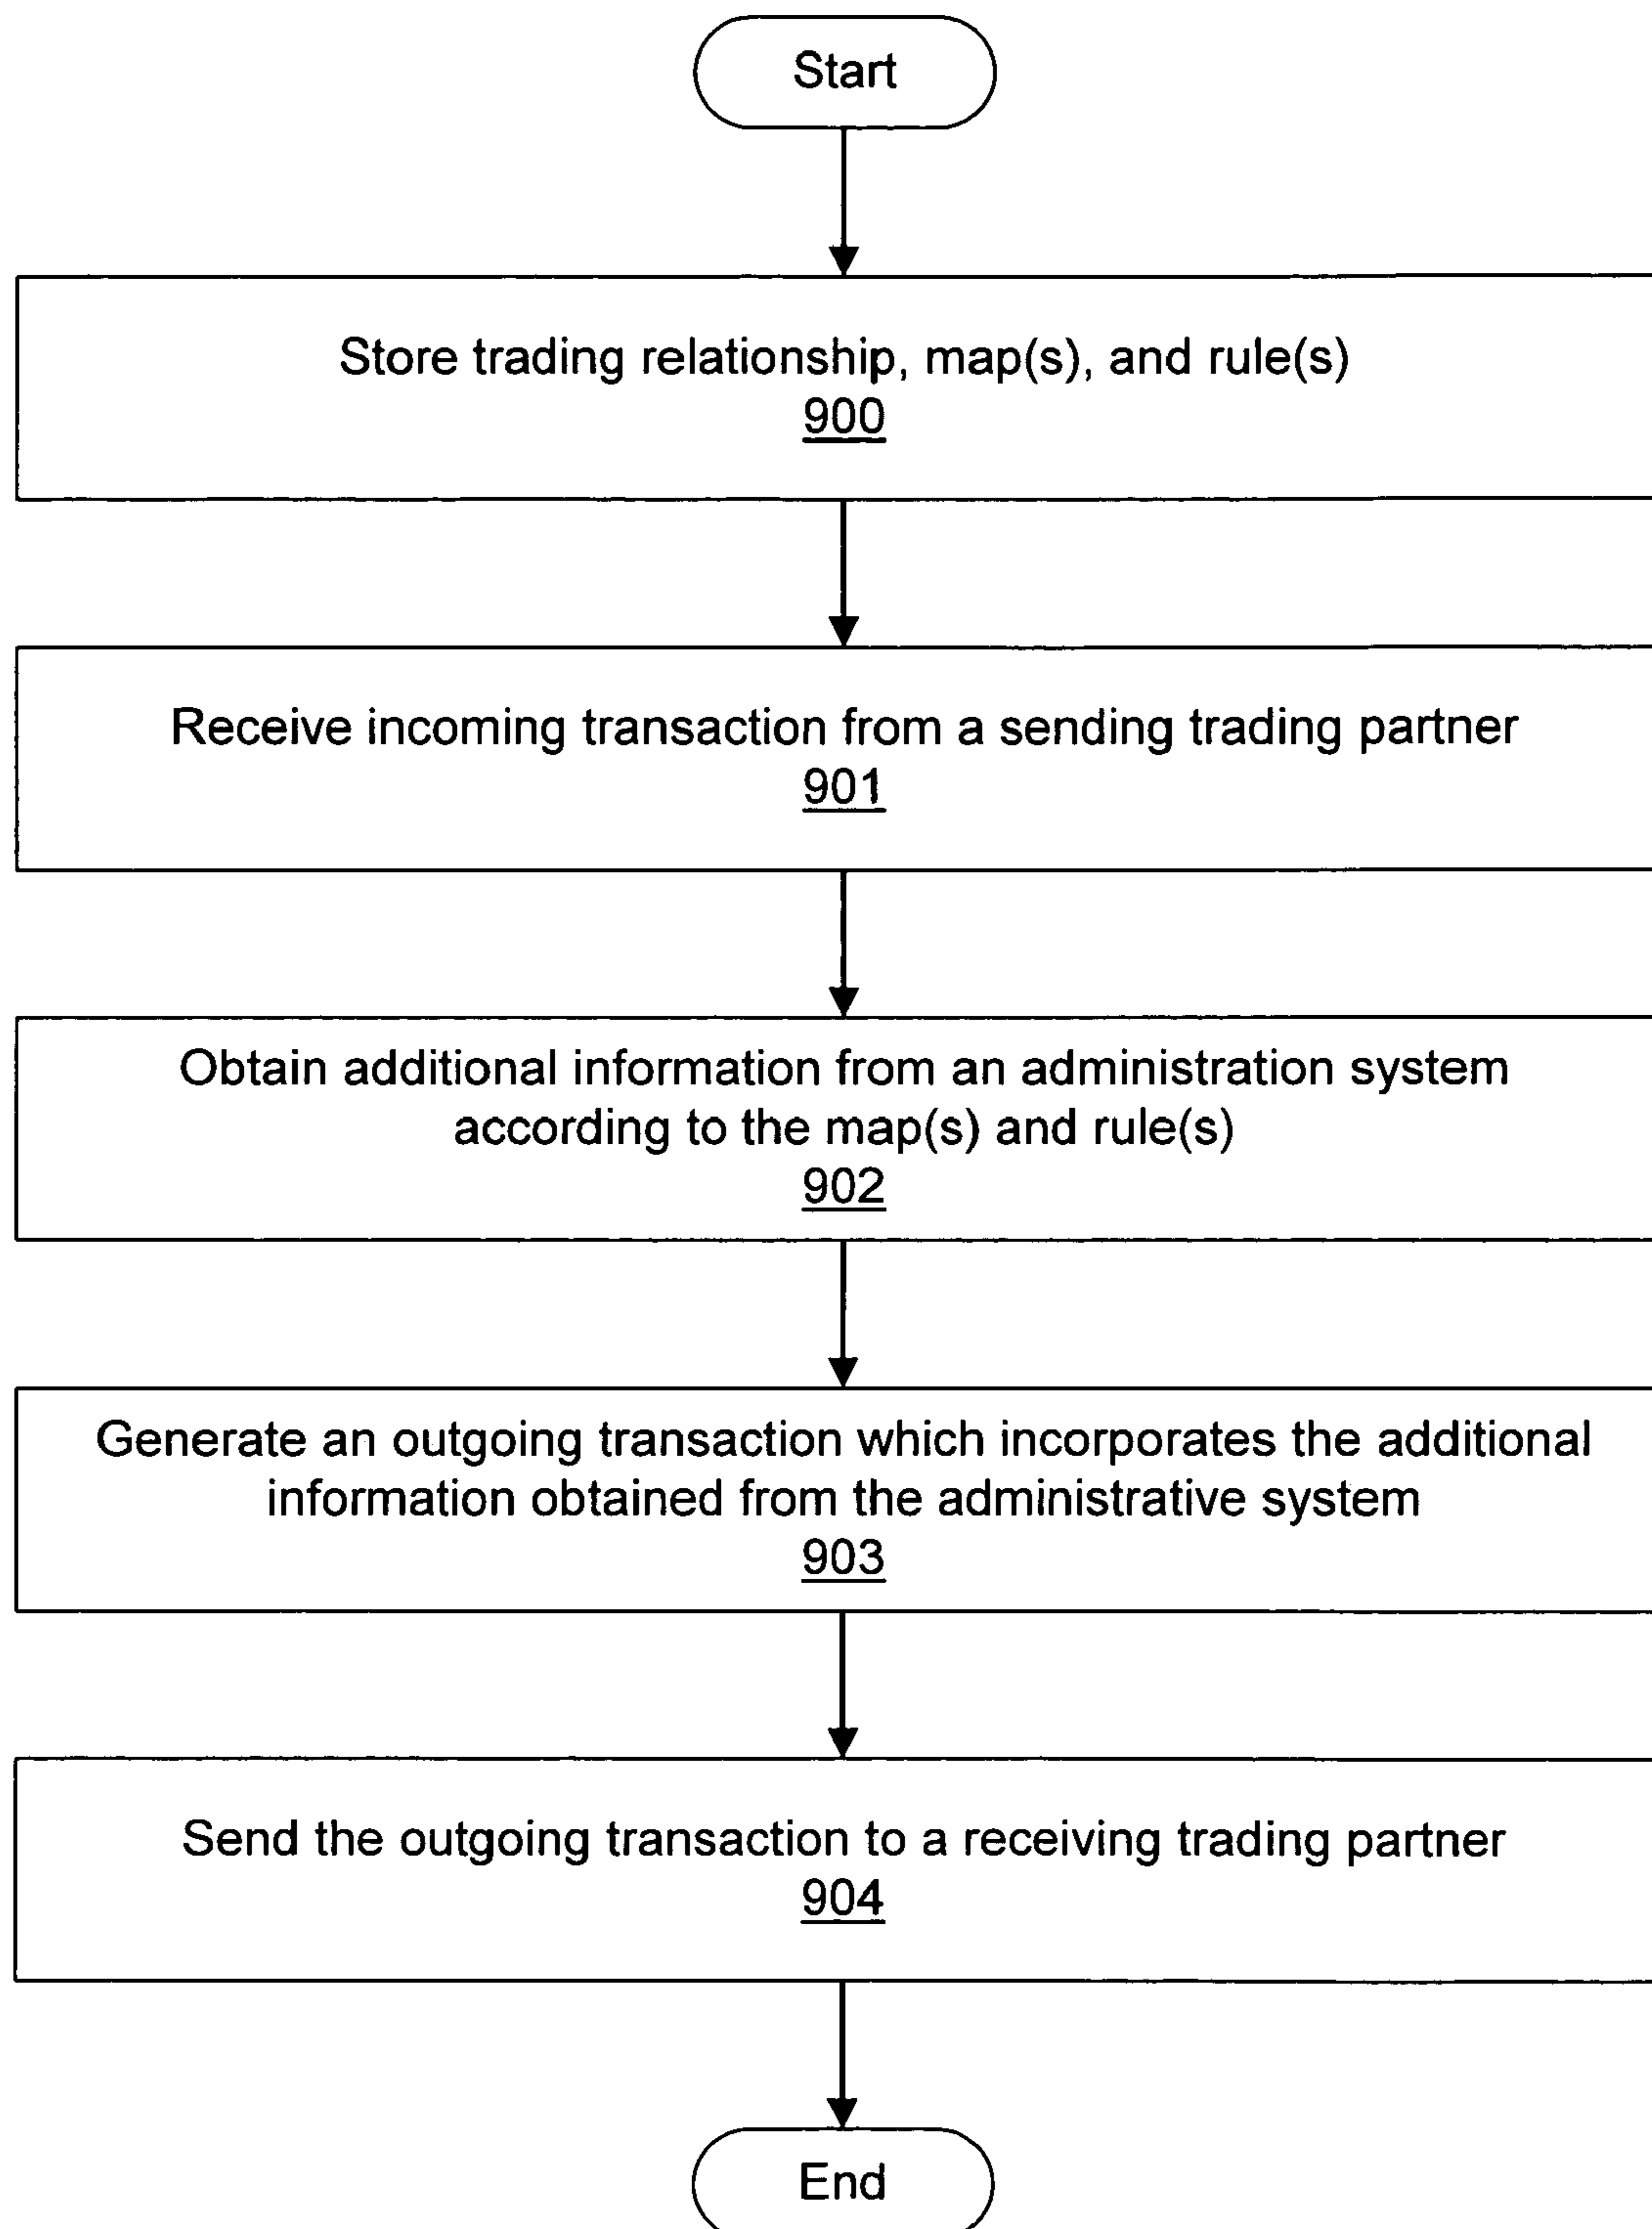 Start
Store trading relationship, map(s), and rule(s)
900
Receive incoming transaction from a sending trading partner
901
Obtain additional information from an administration system
according to the map(s) and rule(s)
902
Generate an outgoing transaction which incorporates the additional
information obtained from the administrative system
903
Send the outgoing transaction to a receiving trading partner
904
End